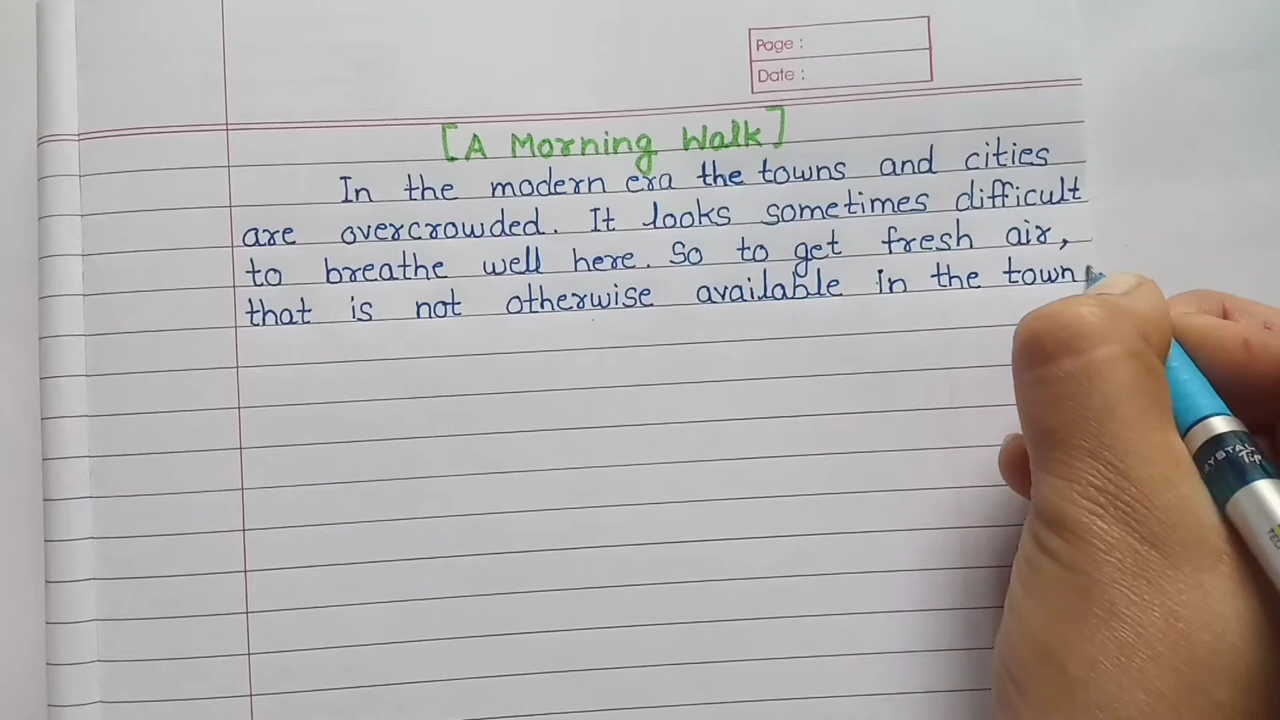 Page :
Date :
[A Morning Walk]
In the modern era the towns and cities
are overcrowded. It looks sometimes difficult
to breathe well here. So to get fresh air,
that is not otherwise available in the town
Tip